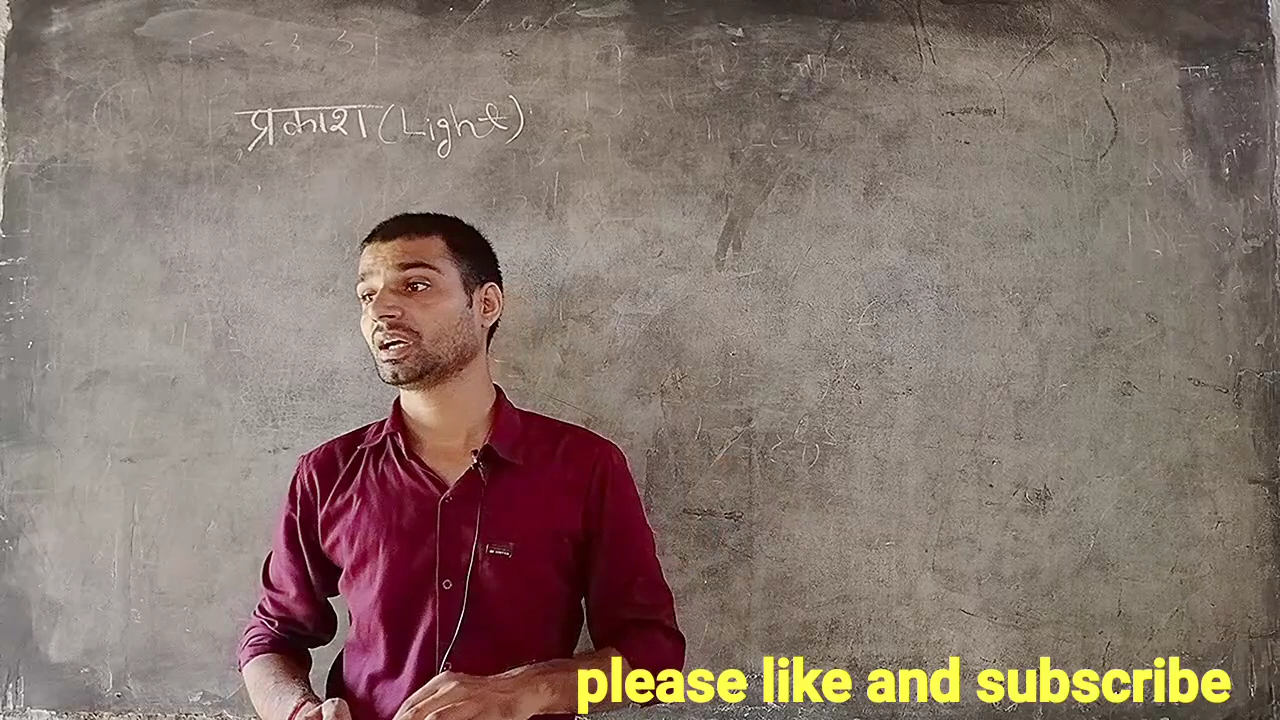 प्रकाश (Light)
please like and subscribe